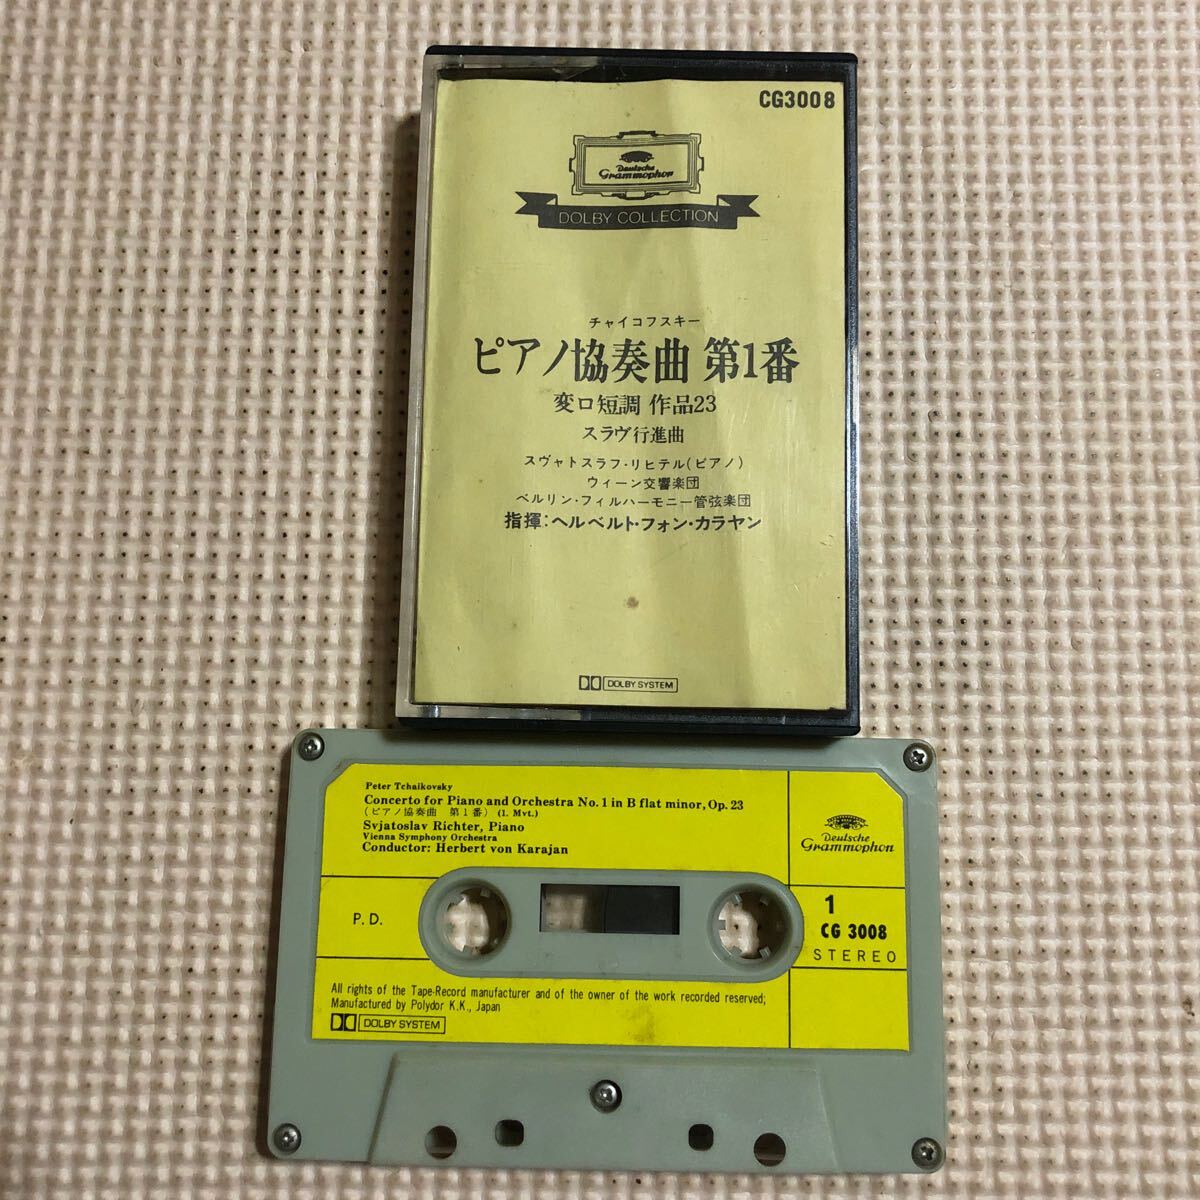 CG3008
Deutsche
Grammophon
DOLBY COLLECTION
チャイコフスキー
ピアノ協奏曲 第1番
変ロ短調 作品23
スラヴ行進曲
スヴャトスラフ・リヒテル(ピアノ)
ウィーン交響楽団
ベルリン・フィルハーモニー管弦楽団
指揮:ヘルベルト・フォン・カラヤン
DOLBY SYSTEM
Peter Tchaikovsky
Concerto for Piano and Orchestra No. 1 in B flat minor, Op. 23
(ピアノ協奏曲 第1番) (1. Mvt.)
Svjatoslav Richter, Piano
Vienna Symphony Orchestra
Conductor: Herbert von Karajan
Deutsche
Grammophon
P. D.
1
CG 3008
STEREO
All rights of the Tape-Record manufacturer and of the owner of the work recorded reserved;
Manufactured by Polydor K.K., Japan
DOLBY SYSTEM